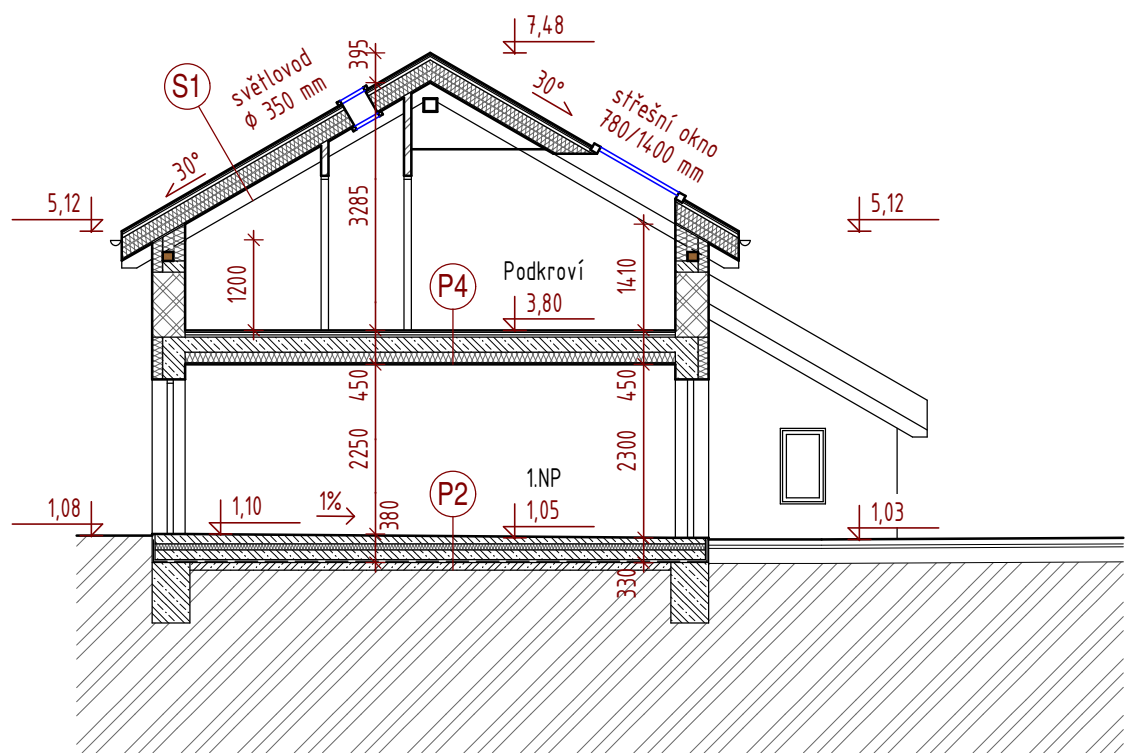 7,48
395
světlovod
ϕ 350 mm
S1
30°
30°
střešní okno
780/1400 mm
5,12
5,12
3285
1200
1410
Podkroví
P4
3,80
450
450
2250
2300
1.NP
P2
1,08
1,10
1%
380
1,05
1,03
330